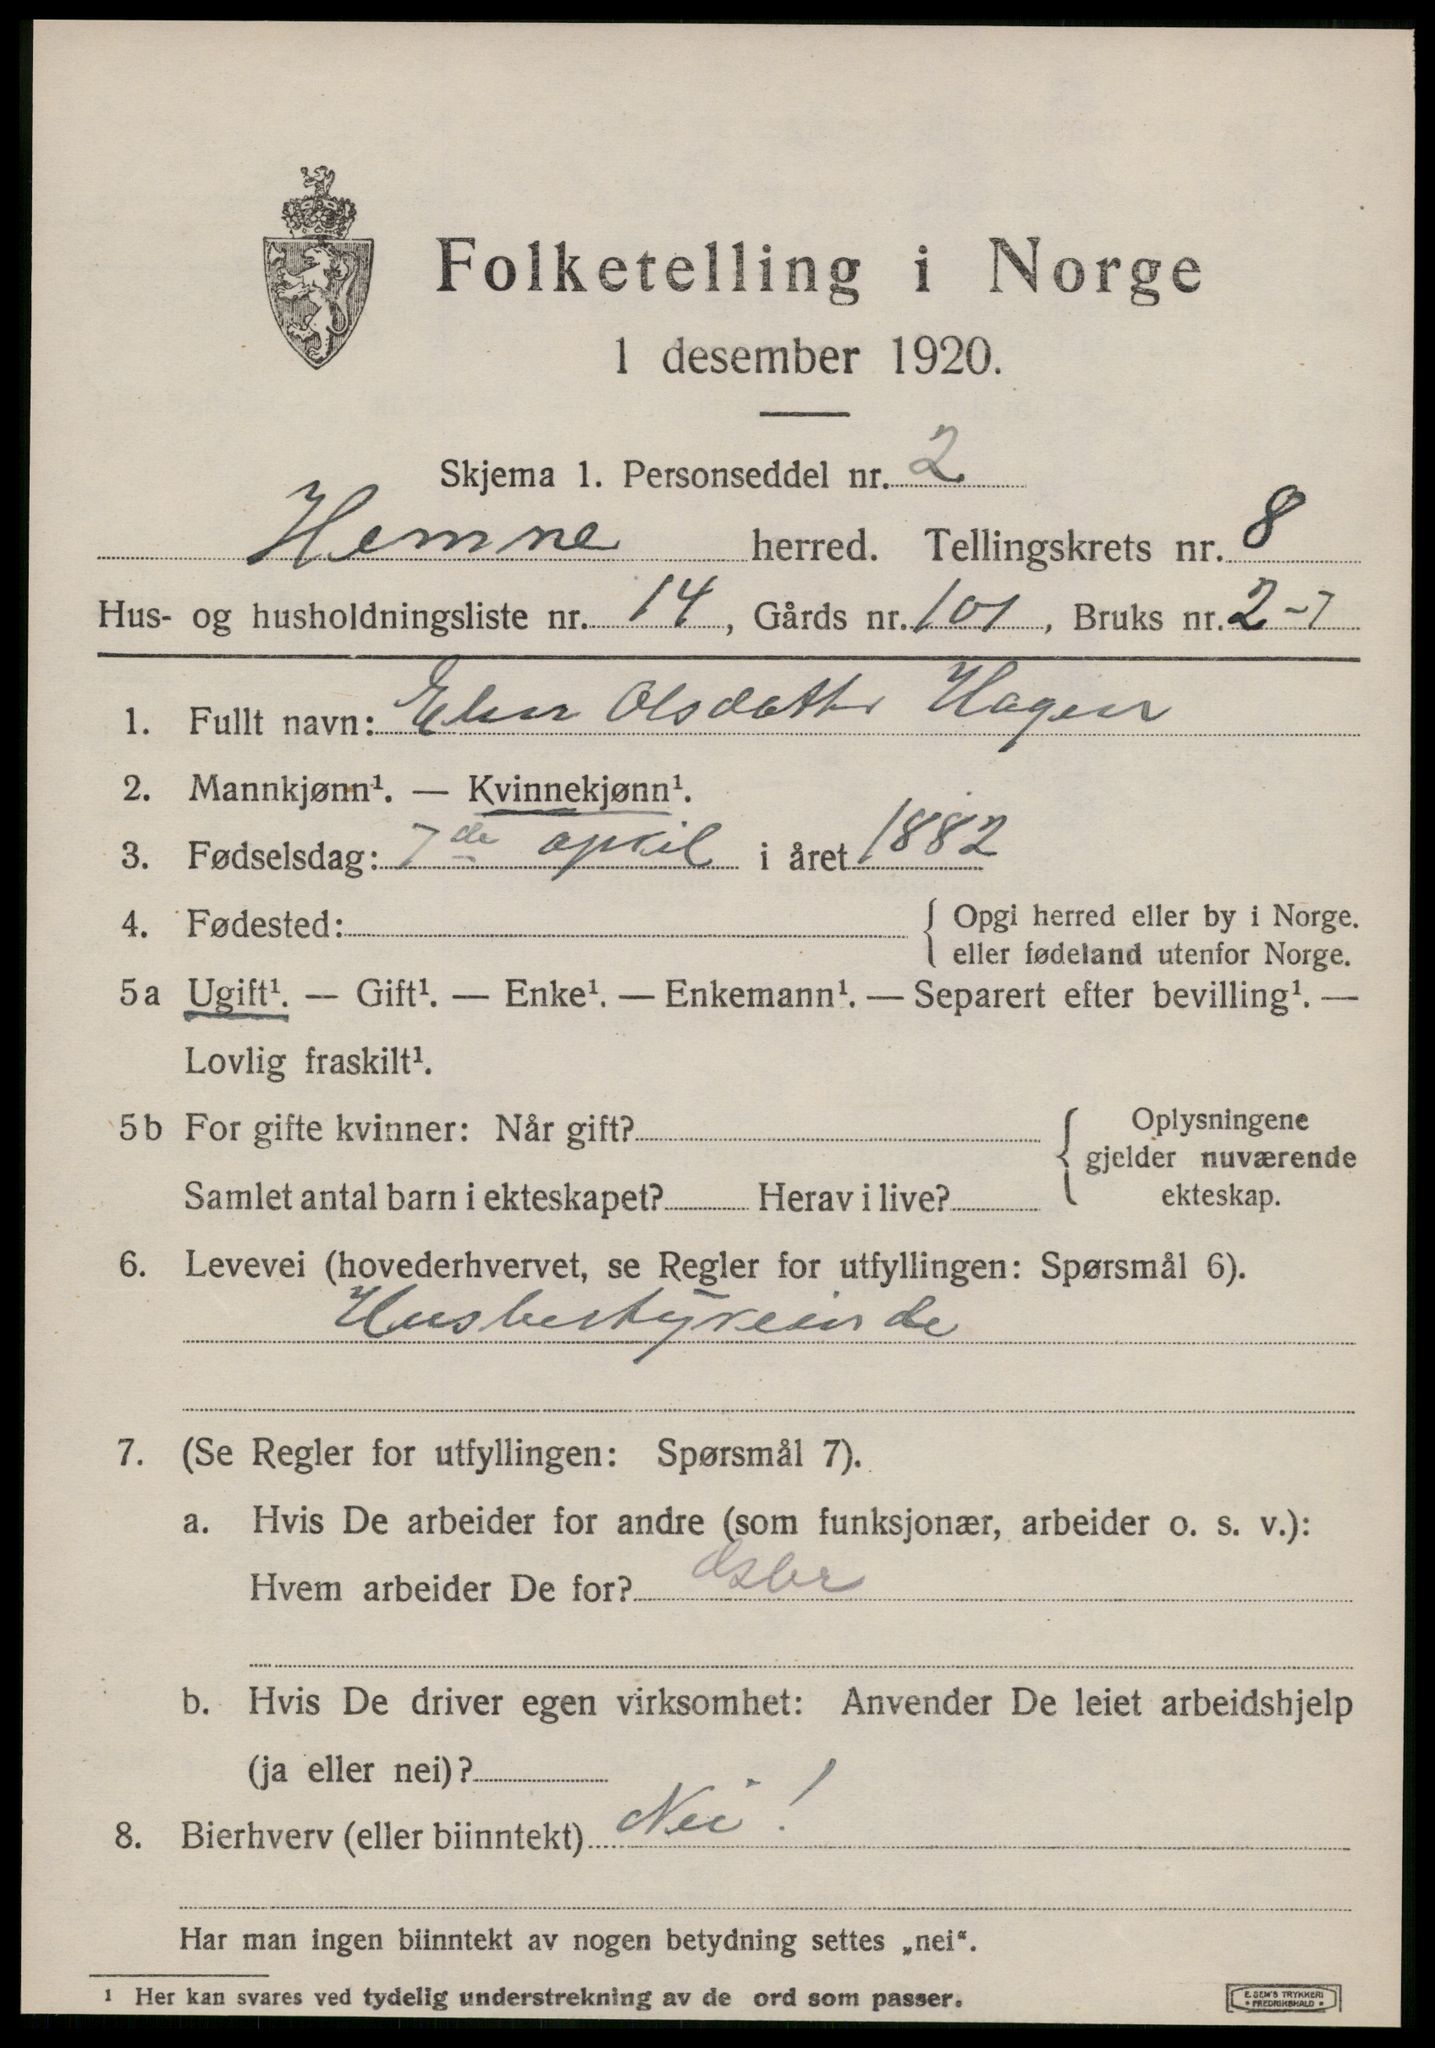 Folketelling i Norge
1 desember 1920.
Skjema 1. Personseddel nr. 2
Hemne herred. Tellingskrets nr. 8
Hus- og husholdningsliste nr. 14, Gårds nr. 101, Bruks nr. 2-7
1. Fullt navn: Elen Olsdatter Hagen
2. Mannkjønn¹. — Kvinnekjønn¹.
3. Fødselsdag: 7de april i året 1882
4. Fødested: { Opgi herred eller by i Norge.
eller fødeland utenfor Norge.
5a Ugift¹. — Gift¹. — Enke¹. — Enkemann¹. — Separert efter bevilling¹. —
Lovlig fraskilt¹.
5b For gifte kvinner: Når gift? { Oplysningene
gjelder nuværende
Samlet antal barn i ekteskapet? Herav i live? ekteskap.
6. Levevei (hovederhvervet, se Regler for utfyllingen: Spørsmål 6).
Husbestyreinde
7. (Se Regler for utfyllingen: Spørsmål 7).
a. Hvis De arbeider for andre (som funksjonær, arbeider o. s. v.):
Hvem arbeider De for?
b. Hvis De driver egen virksomhet: Anvender De leiet arbeidshjelp
(ja eller nei)?
8. Bierhverv (eller biinntekt) Nei!
Har man ingen biinntekt av nogen betydning settes „nei“.
¹ Her kan svares ved tydelig understrekning av de ord som passer.
E. SEM'S TRYKKERI
• FREDRIKSHALD •